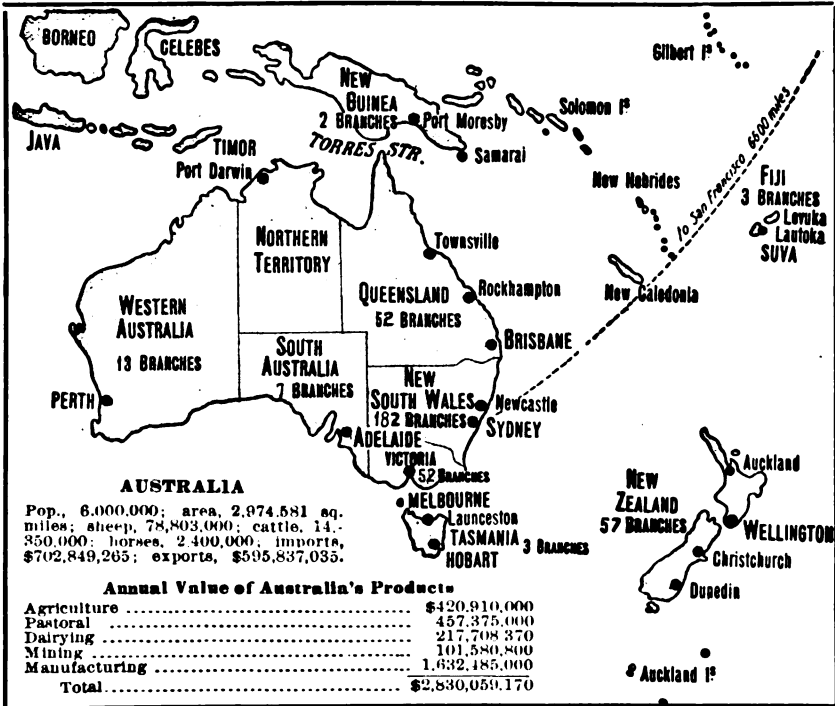 BORNEO
CELEBES
Gilbert Is
NEW
GUINEA
2 BRANCHES
Port Moresby
Solomon Is
JAVA
TIMOR
TORRES STR.
Samarai
Port Darwin
To San Francisco 6600 miles
New Hebrides
FIJI
3 BRANCHES
Levuka
Lautoka
SUVA
NORTHERN
TERRITORY
Townsville
QUEENSLAND
52 BRANCHES
Rockhampton
New Caledonia
WESTERN
AUSTRALIA
13 BRANCHES
BRISBANE
SOUTH
AUSTRALIA
7 BRANCHES
NEW
SOUTH WALES
182 BRANCHES
Newcastle
SYDNEY
PERTH
ADELAIDE
VICTORIA
52 BRANCHES
MELBOURNE
Launceston
TASMANIA
3 BRANCHES
HOBART
NEW
ZEALAND
57 BRANCHES
Auckland
WELLINGTON
Christchurch
Dunedin
Auckland Is
AUSTRALIA
Pop., 6.000.000; area, 2,974.581 sq.
miles; sheep, 78,803,000; cattle, 14,-
350,000; horses, 2,400,000; imports,
$702,849,265; exports, $595,837,035.
Annual Value of Australia's Products
Agriculture ........ $420,910,000
Pastoral ........ 457,375,000
Dairying ........ 217,708 370
Mining ........ 101,580,800
Manufacturing ........ 1,632,485,000
Total ........ $2,830,059.170